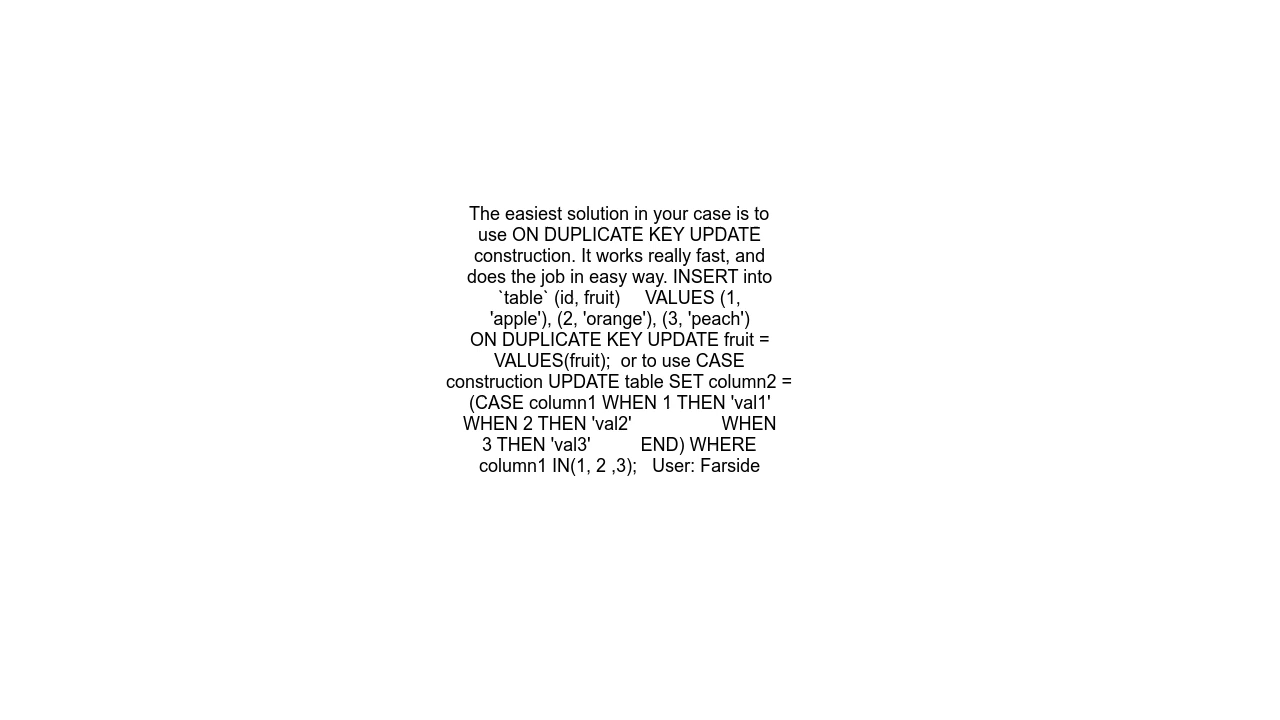 The easiest solution in your case is to
use ON DUPLICATE KEY UPDATE
construction. It works really fast, and
does the job in easy way. INSERT into
`table` (id, fruit)     VALUES (1,
'apple'), (2, 'orange'), (3, 'peach')
ON DUPLICATE KEY UPDATE fruit =
VALUES(fruit);  or to use CASE
construction UPDATE table SET column2 =
(CASE column1 WHEN 1 THEN 'val1'
WHEN 2 THEN 'val2'                  WHEN
3 THEN 'val3'          END) WHERE
column1 IN(1, 2 ,3);   User: Farside